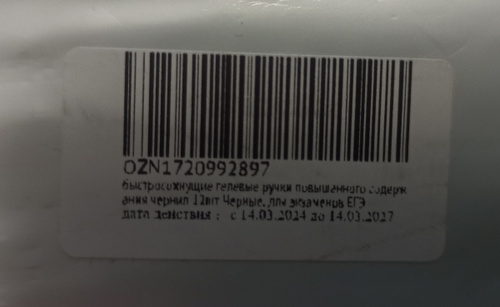 OZN1720992897
быстросохнущие гелевые ручки повышенного содерж
ания чернил 12шт Черные, для экзаменов ЕГЭ
дата действия : с 14.03.2024 до 14.03.2027